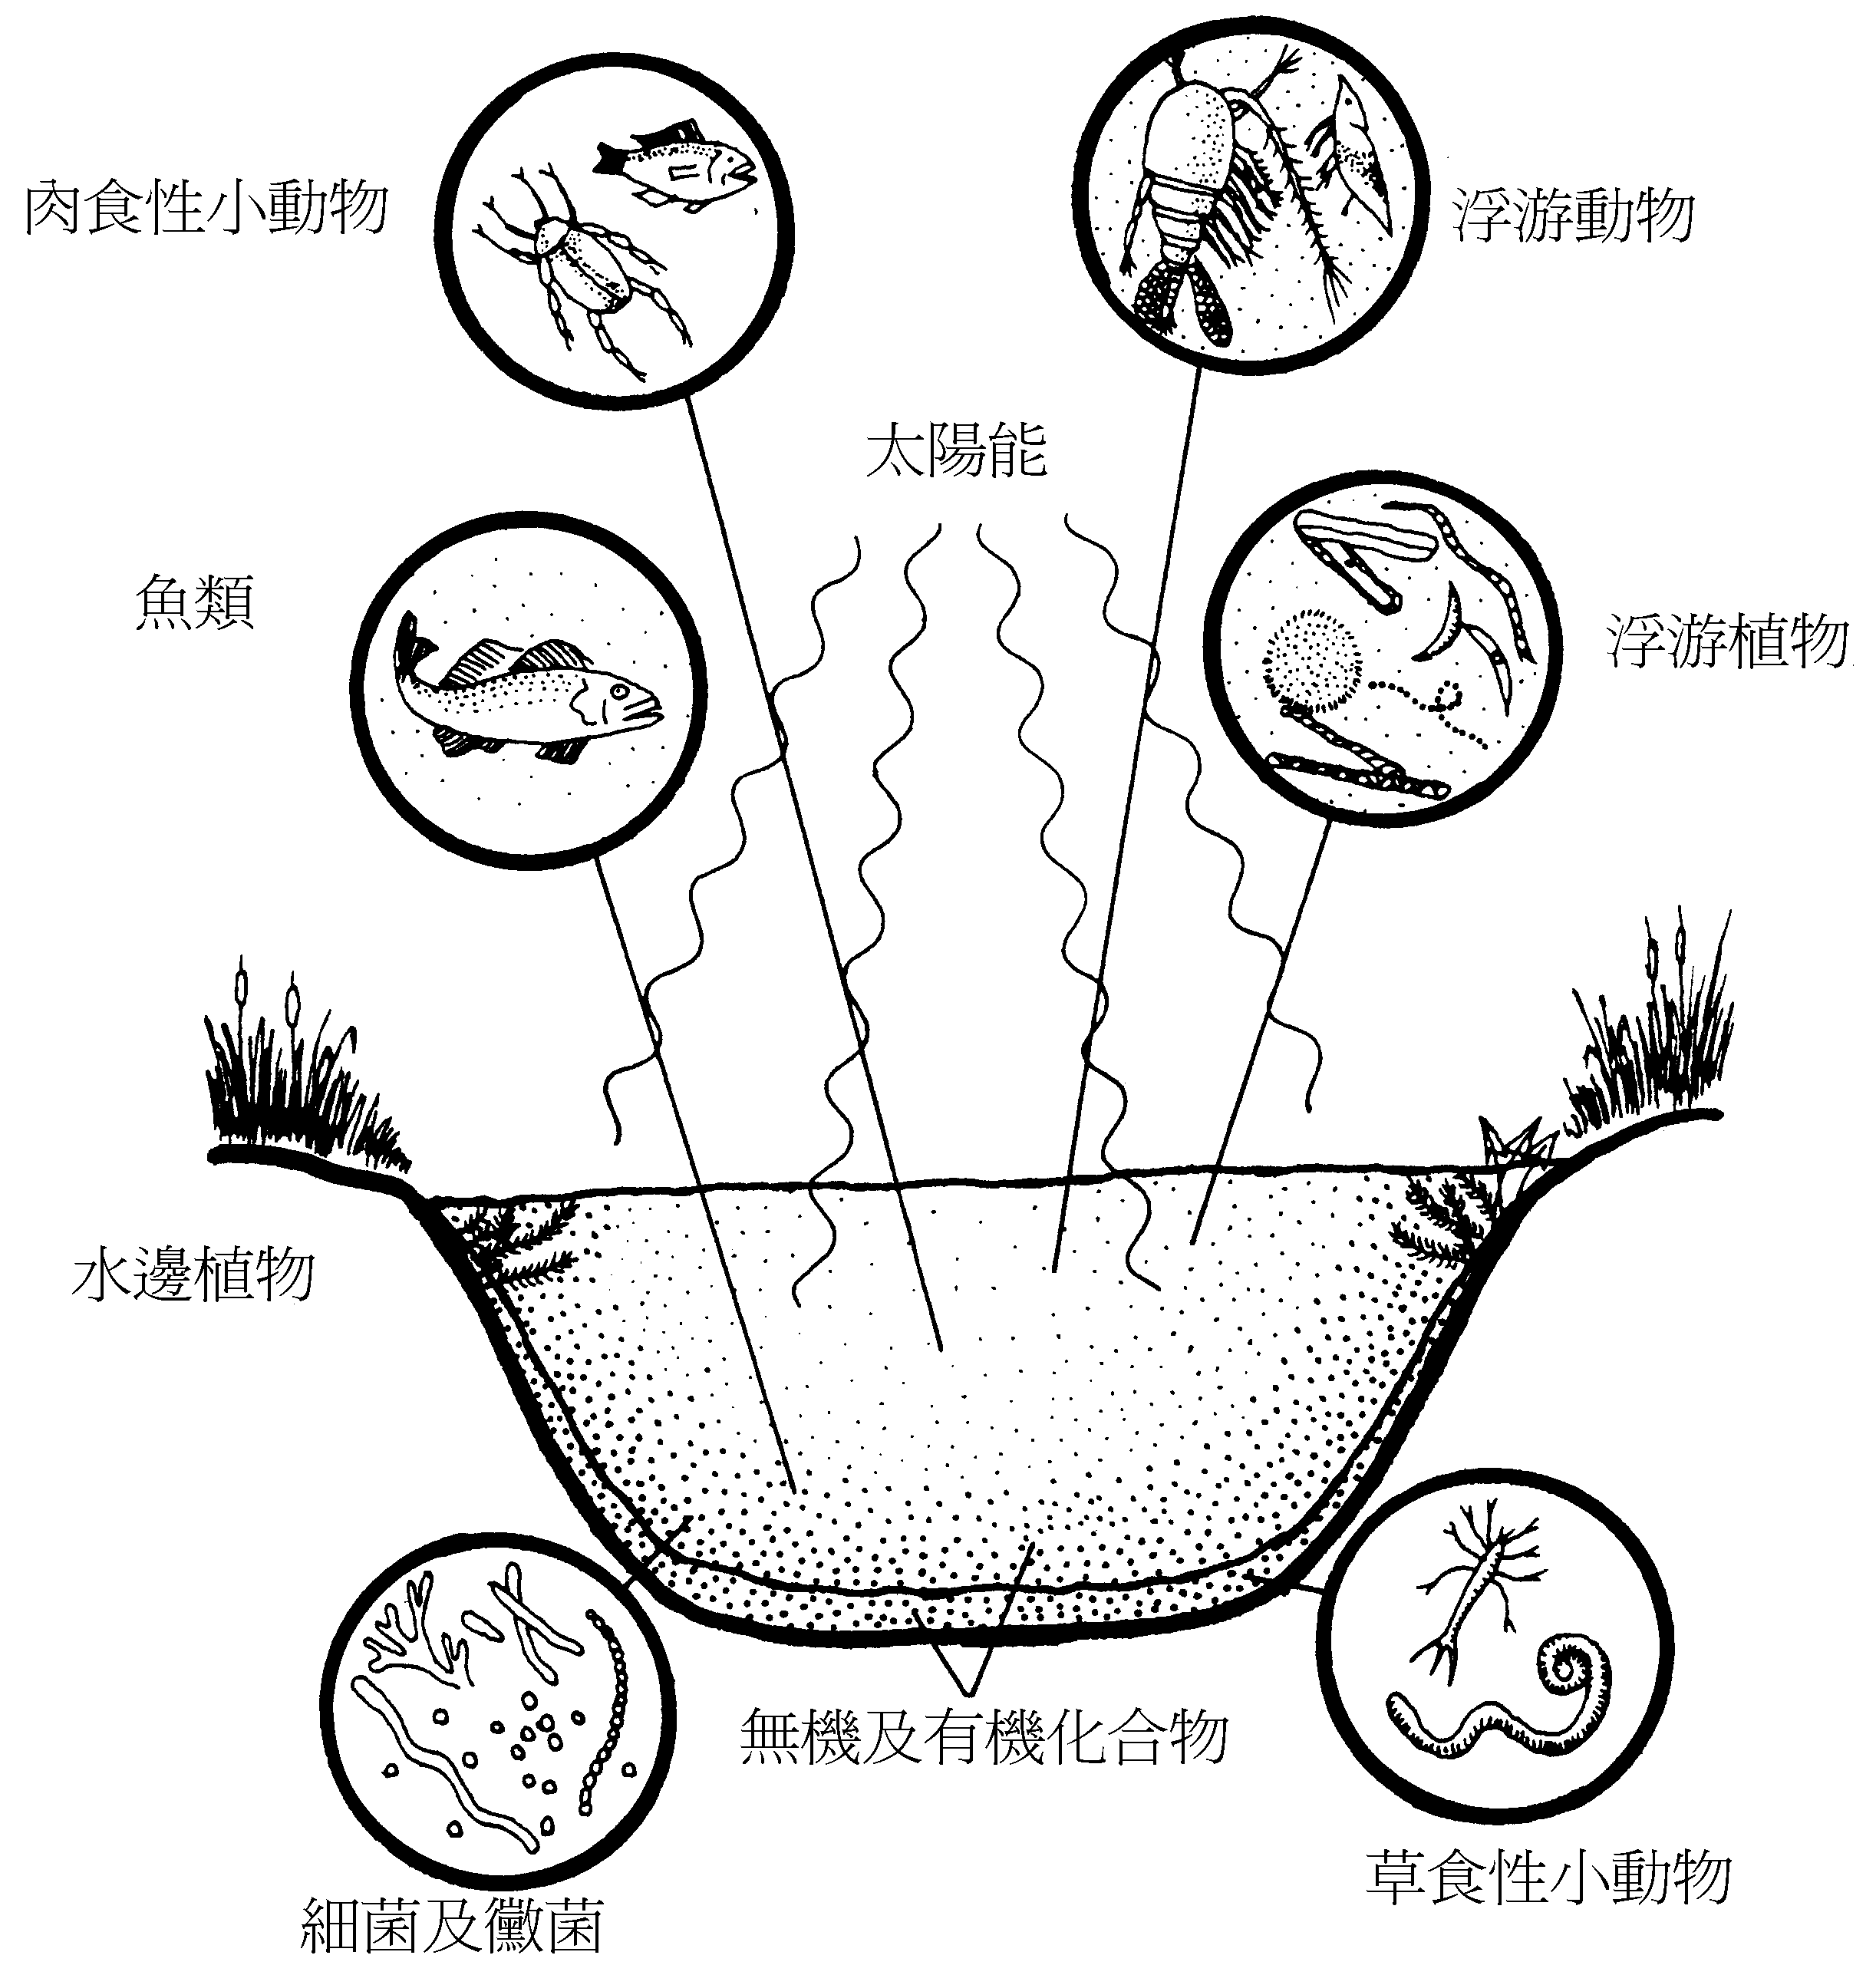 肉食性小動物
浮游動物
太陽能
魚類
浮游植物
水邊植物
無機及有機化合物
草食性小動物
細菌及黴菌